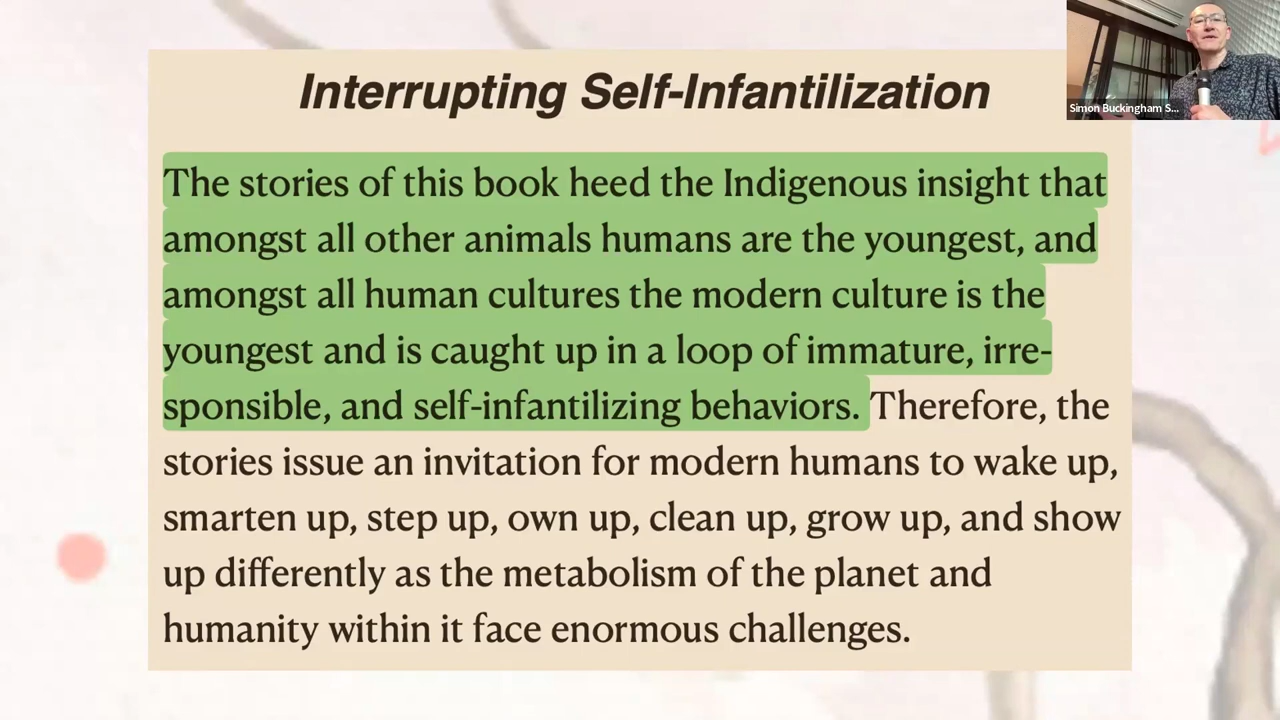 Interrupting Self-Infantilization
Simon Buckingham S...
The stories of this book heed the Indigenous insight that
amongst all other animals humans are the youngest, and
amongst all human cultures the modern culture is the
youngest and is caught up in a loop of immature, irre-
sponsible, and self-infantilizing behaviors. Therefore, the
stories issue an invitation for modern humans to wake up,
smarten up, step up, own up, clean up, grow up, and show
up differently as the metabolism of the planet and
humanity within it face enormous challenges.